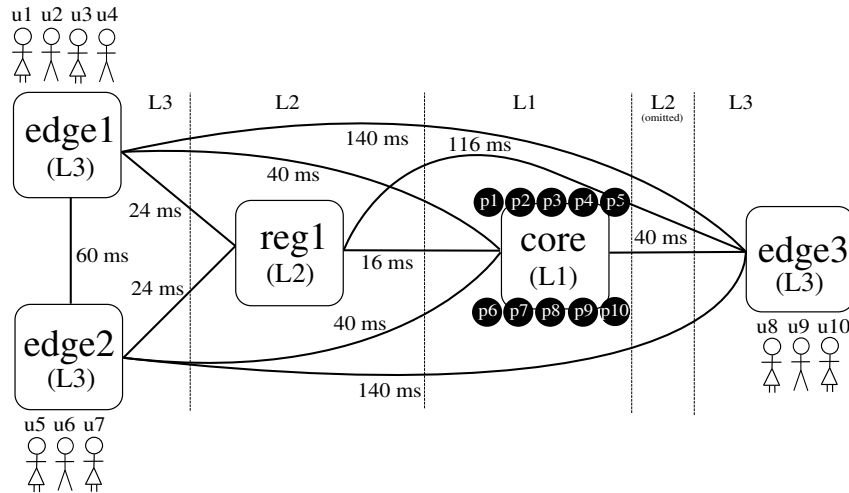 u1 u2 u3 u4
L3 L2 L1 L2 L3
(omitted)
edge1
(L3)
140 ms
116 ms
40 ms
24 ms
p1 p2 p3 p4 p5
reg1
(L2)
core
(L1)
16 ms
40 ms
edge3
(L3)
60 ms
24 ms
p6 p7 p8 p9 p10
40 ms
edge2
(L3)
u8 u9 u10
140 ms
u5 u6 u7